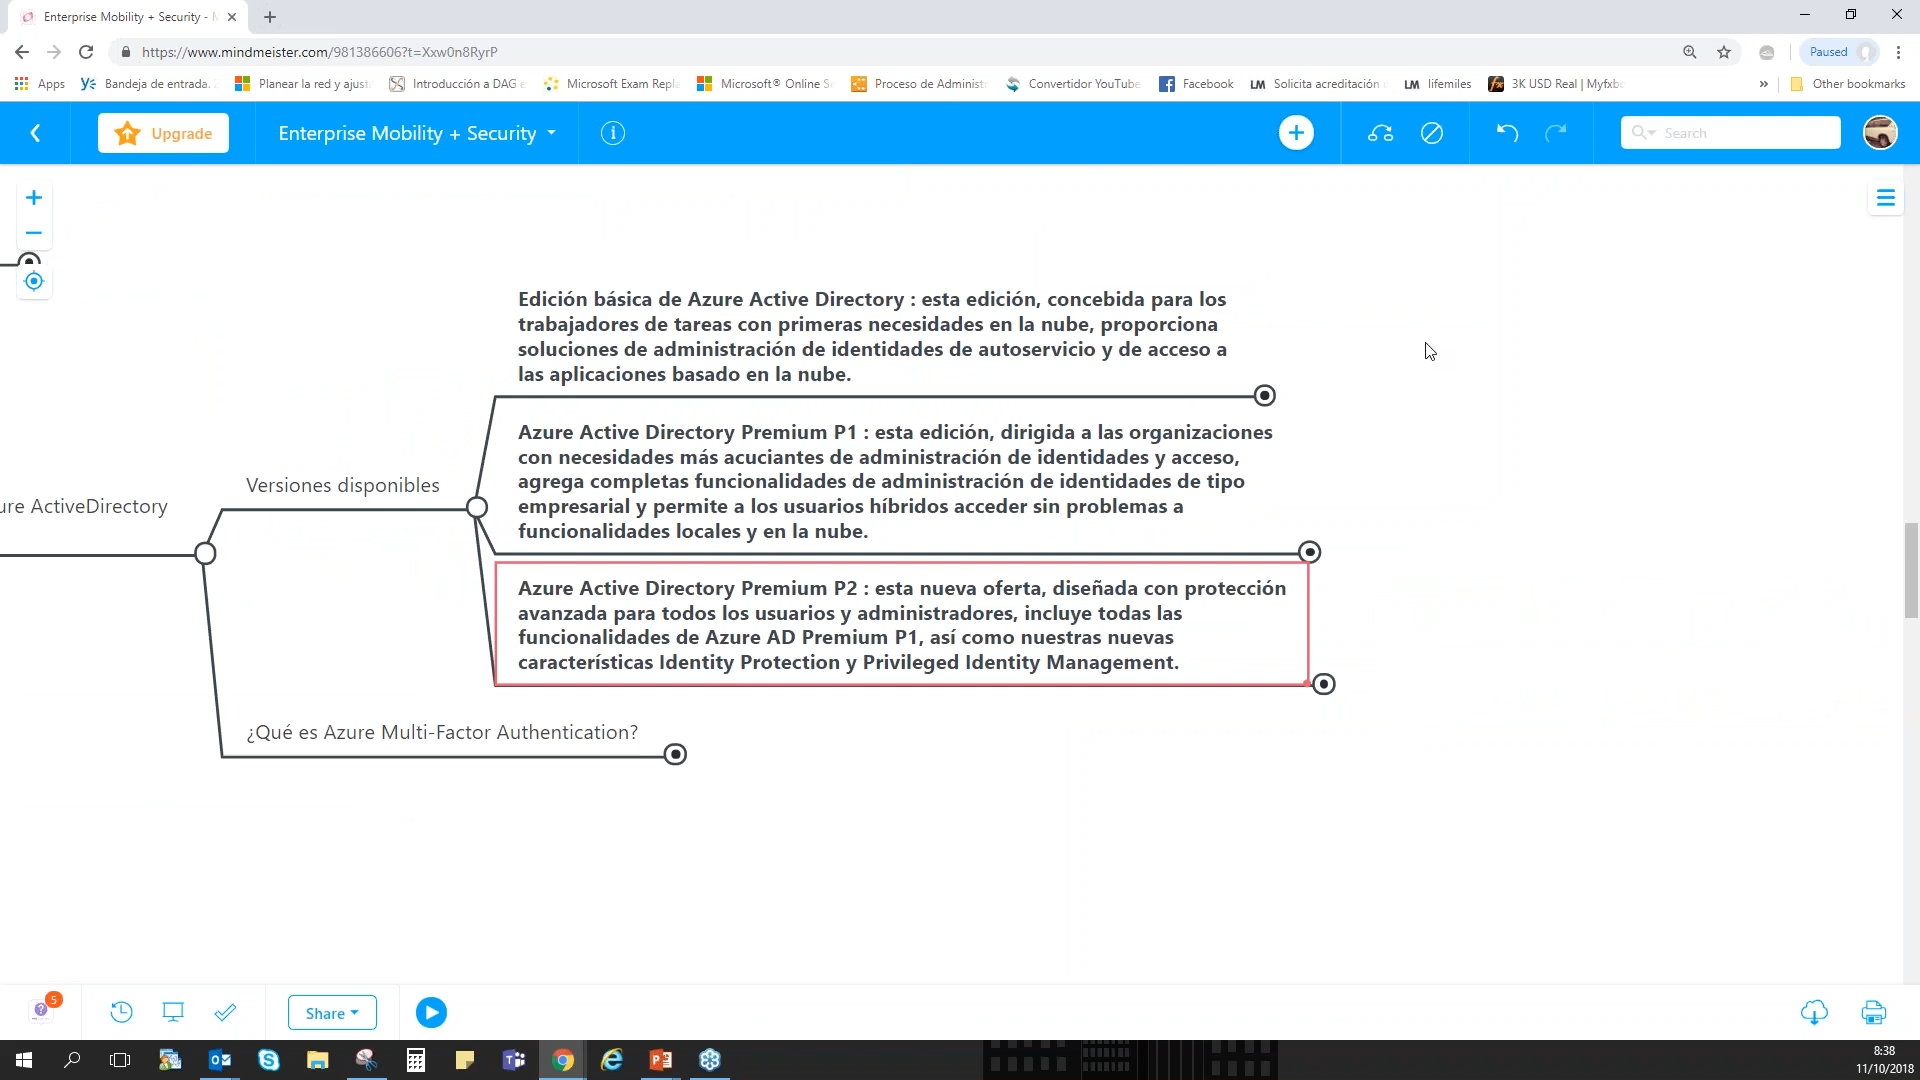 Enterprise Mobility + Security -
https://www.mindmeister.com/981386606?t=Xxw0n8RyrP
Paused
Apps
Bandeja de entrada.
Planear la red y ajust
Introducción a DAG e
Microsoft Exam Repla
Microsoft® Online Se
Proceso de Administ
Convertidor YouTube
Facebook
LM Solicita acreditación
LM lifemiles
fx 3K USD Real | Myfxb
» Other bookmarks
Upgrade
Enterprise Mobility + Security
Search
Edición básica de Azure Active Directory : esta edición, concebida para los
trabajadores de tareas con primeras necesidades en la nube, proporciona
soluciones de administración de identidades de autoservicio y de acceso a
las aplicaciones basado en la nube.
Azure Active Directory Premium P1 : esta edición, dirigida a las organizaciones
con necesidades más acuciantes de administración de identidades y acceso,
agrega completas funcionalidades de administración de identidades de tipo
empresarial y permite a los usuarios híbridos acceder sin problemas a
funcionalidades locales y en la nube.
Versiones disponibles
ure ActiveDirectory
Azure Active Directory Premium P2 : esta nueva oferta, diseñada con protección
avanzada para todos los usuarios y administradores, incluye todas las
funcionalidades de Azure AD Premium P1, así como nuestras nuevas
características Identity Protection y Privileged Identity Management.
¿Qué es Azure Multi-Factor Authentication?
5
Share
8:38
11/10/2018